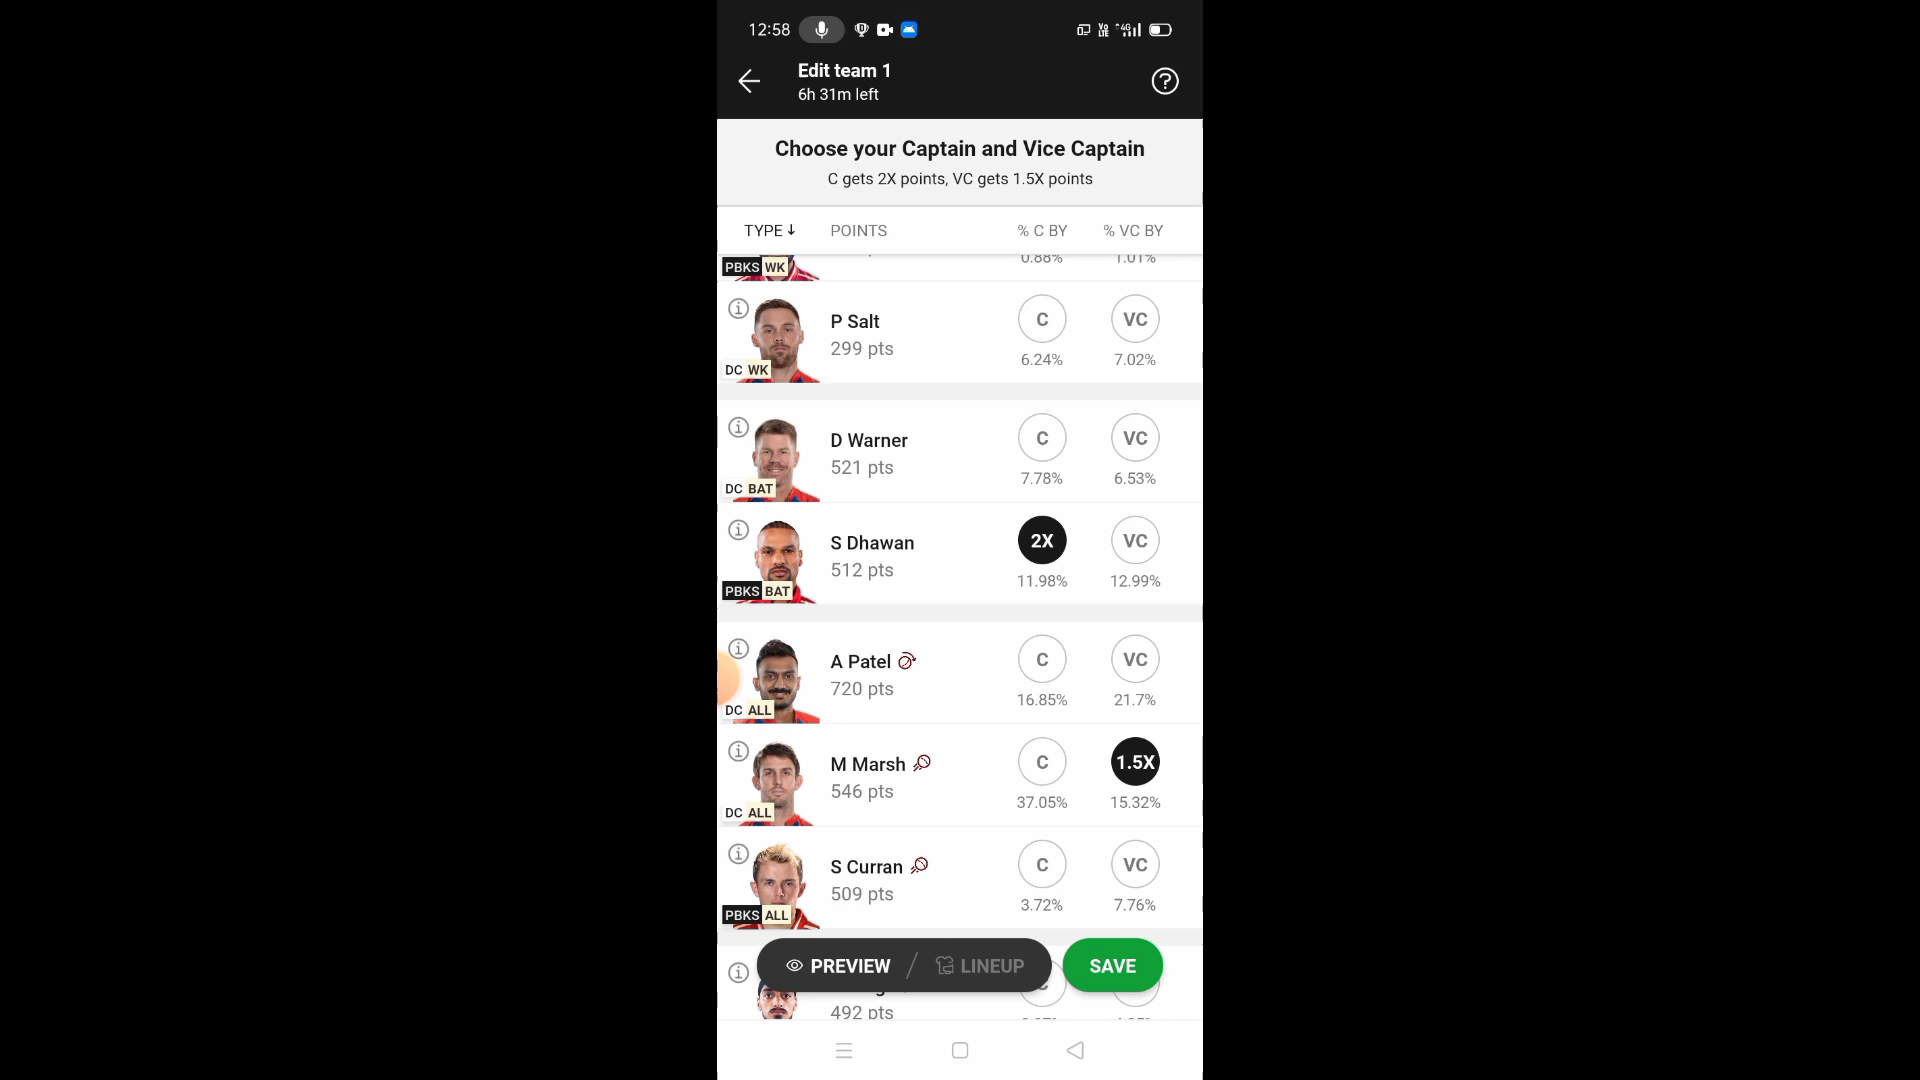 12:58
Edit team 1
6h 31m left
Choose your Captain and Vice Captain
C gets 2X points, VC gets 1.5X points
TYPE↓ POINTS % C BY % VC BY
PBKS WK 0.88% 1.01%
P Salt C VC
299 pts 6.24% 7.02%
DC WK
D Warner C VC
521 pts 7.78% 6.53%
DC BAT
S Dhawan 2X VC
512 pts 11.98% 12.99%
PBKS BAT
A Patel C VC
720 pts 16.85% 21.7%
DC ALL
M Marsh C 1.5X
546 pts 37.05% 15.32%
DC ALL
S Curran C VC
509 pts 3.72% 7.76%
PBKS ALL
PREVIEW / LINEUP SAVE
492 pts